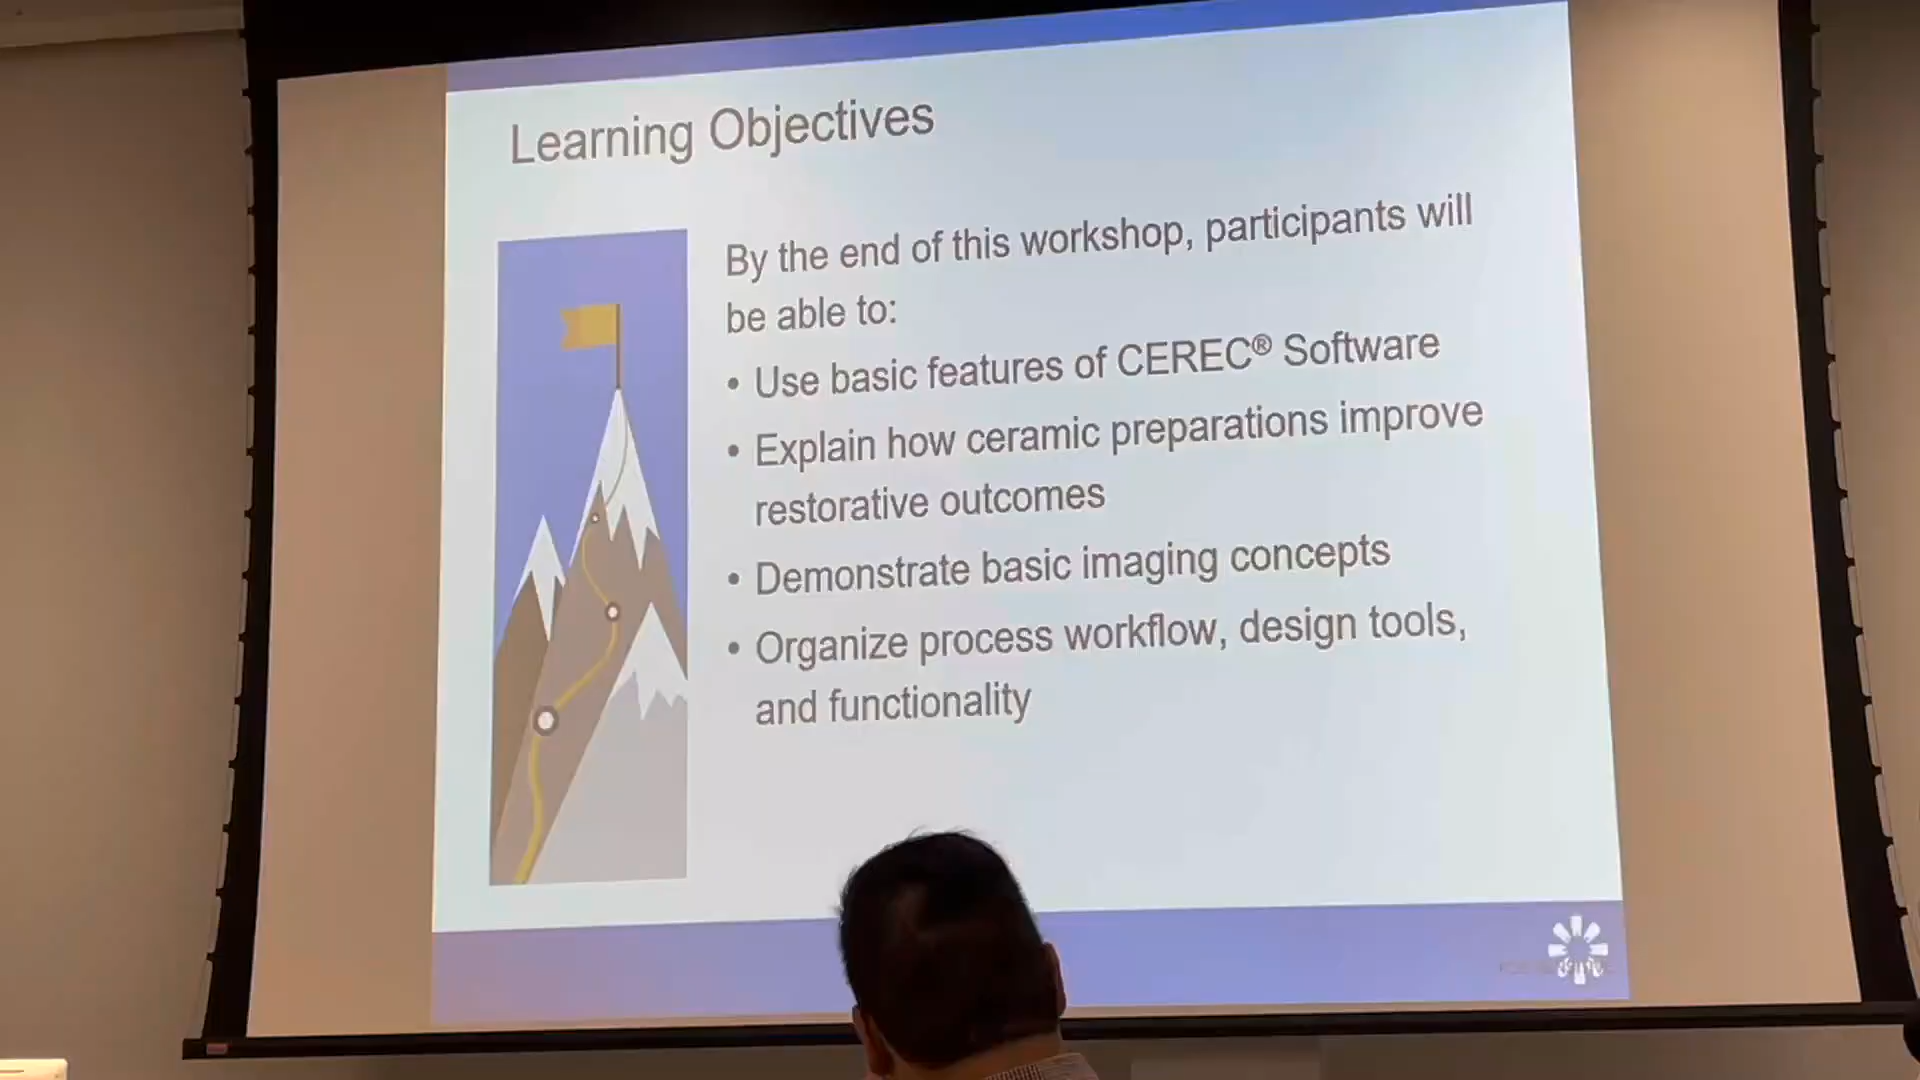 Learning Objectives
By the end of this workshop, participants will
be able to:
• Use basic features of CEREC® Software
• Explain how ceramic preparations improve
restorative outcomes
• Demonstrate basic imaging concepts
• Organize process workflow, design tools,
and functionality